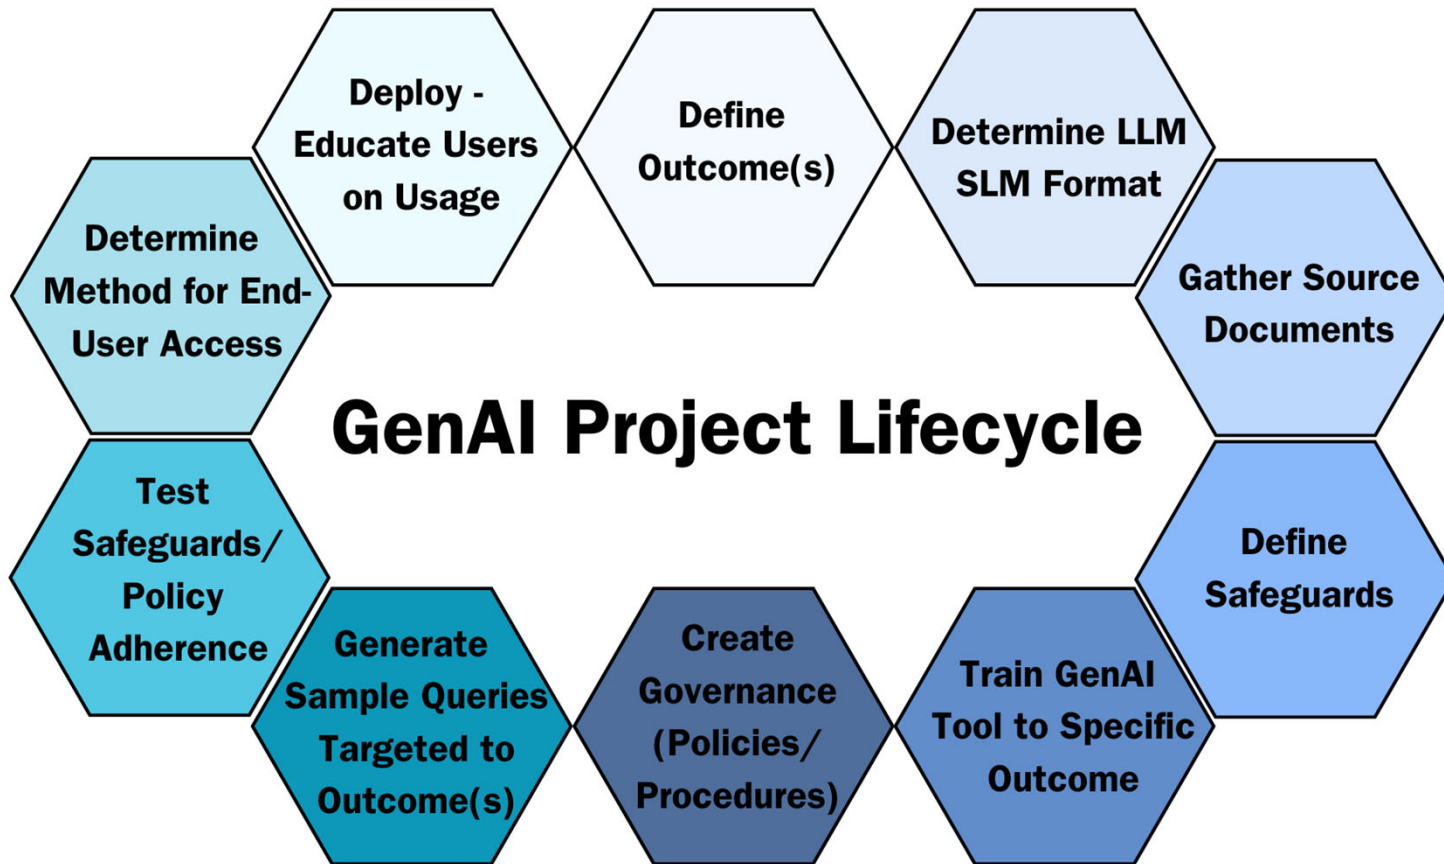 Deploy -
Educate Users
on Usage
Define
Outcome(s)
Determine LLM
SLM Format
Gather Source
Documents
Define
Safeguards
Train GenAI
Tool to Specific
Outcome
Create
Governance
(Policies/
Procedures)
Generate
Sample Queries
Targeted to
Outcome(s)
Test
Safeguards/
Policy
Adherence
Determine
Method for End-
User Access
GenAI Project Lifecycle